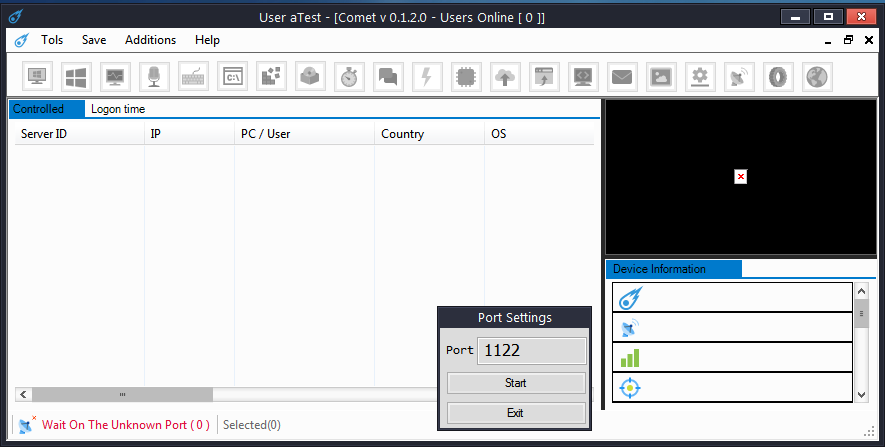 User aTest - [Comet v 0.1.2.0 - Users Online [ 0 ]]
Tols Save Additions Help
C:\
Controlled Logon time
Server ID IP PC / User Country OS
Device Information
Port Settings
Port 1122
Start
Exit
Wait On The Unknown Port ( 0 ) Selected(0)